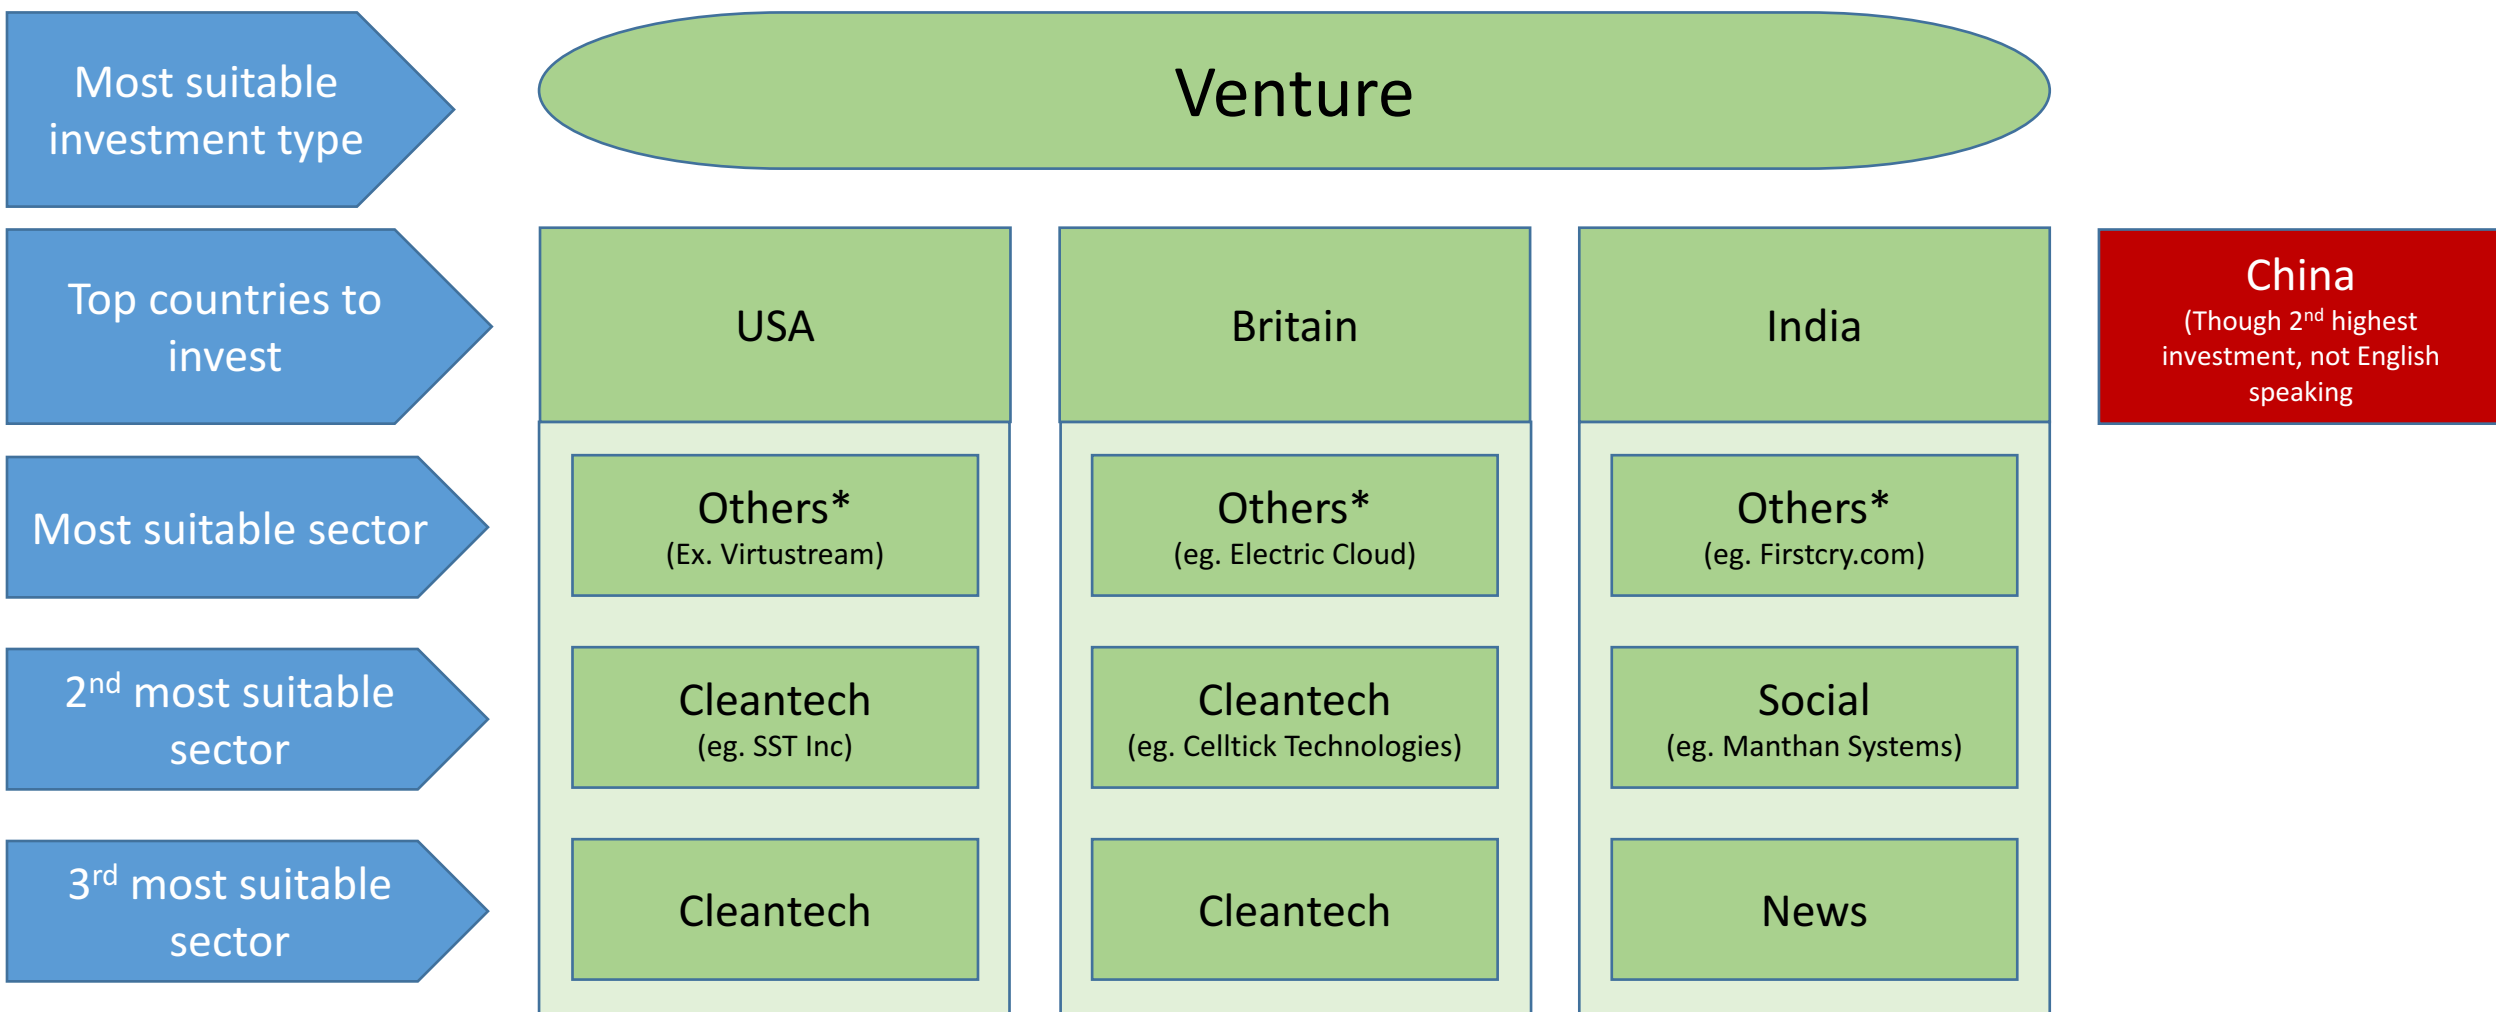 Most suitable
investment type
Venture
Top countries to
invest
USA
Britain
India
China
(Though 2nd highest
investment, not English
speaking
Most suitable sector
Others*
(Ex. Virtustream)
Others*
(eg. Electric Cloud)
Others*
(eg. Firstcry.com)
2nd most suitable
sector
Cleantech
(eg. SST Inc)
Cleantech
(eg. Celltick Technologies)
Social
(eg. Manthan Systems)
3rd most suitable
sector
Cleantech
Cleantech
News